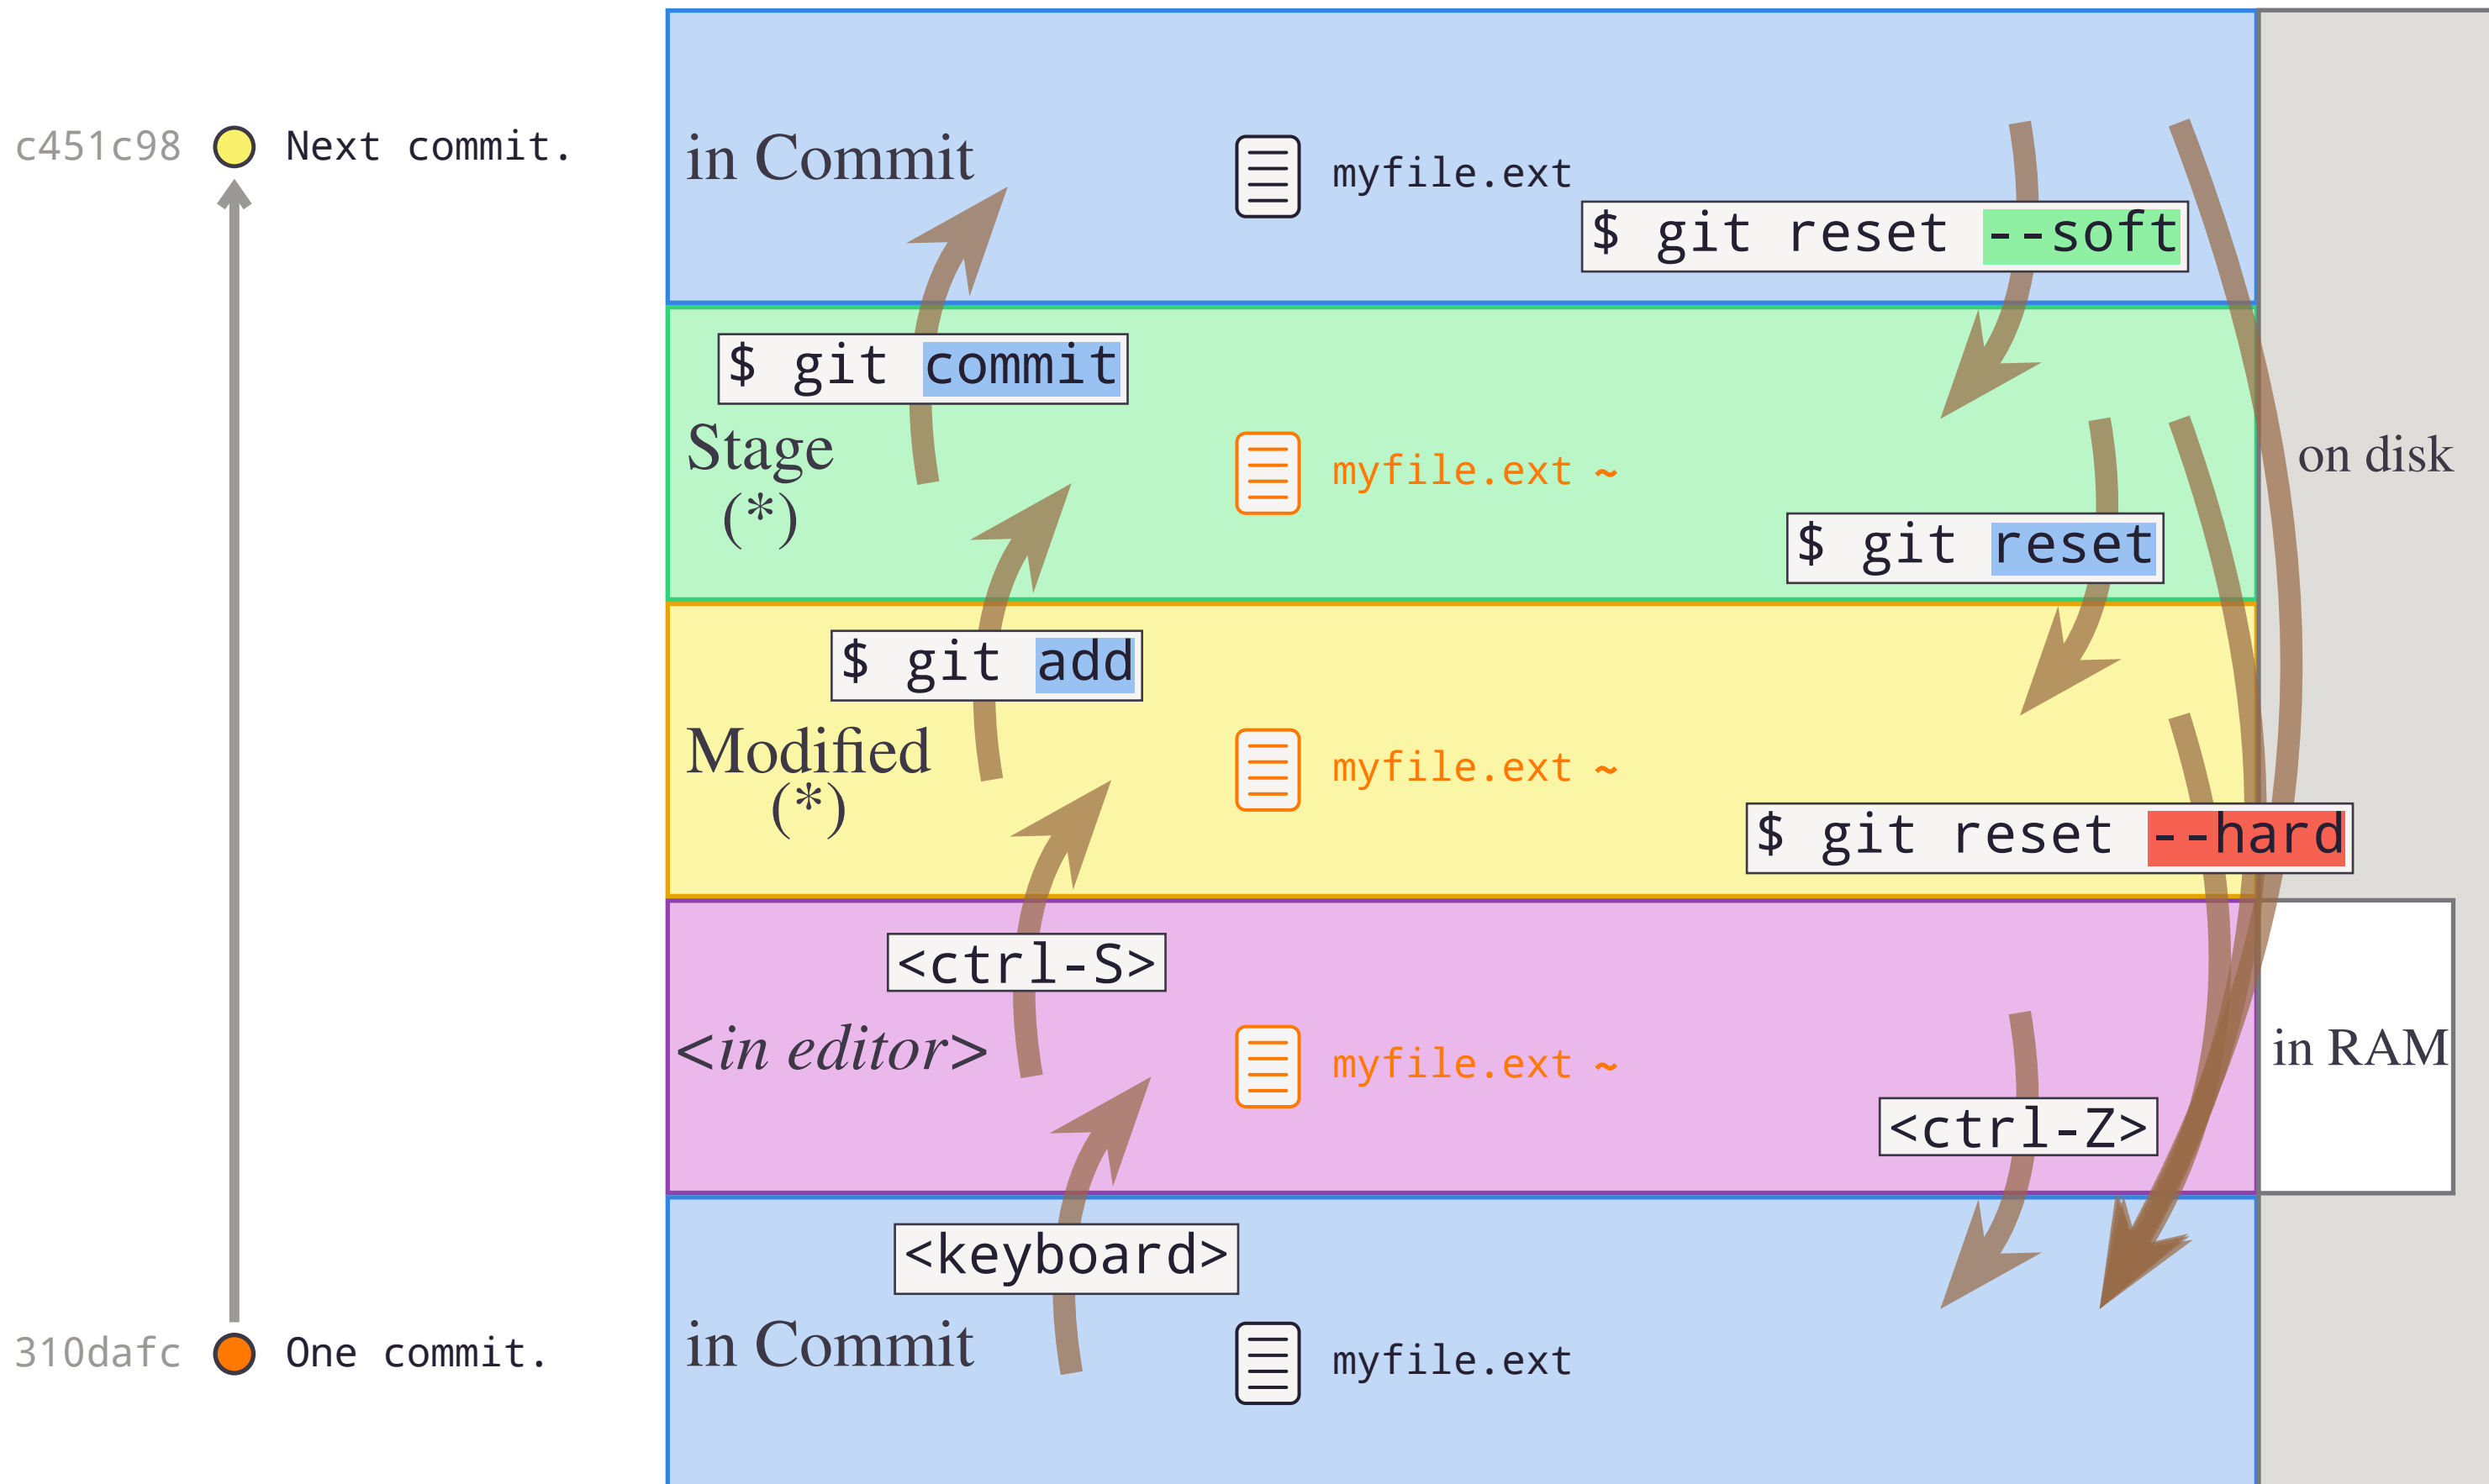 c451c98 Next commit.
in Commit
myfile.ext
$ git reset --soft
$ git commit
Stage
(*)
myfile.ext ~
on disk
$ git reset
$ git add
Modified
(*)
myfile.ext ~
$ git reset --hard
<ctrl-S>
<in editor>
myfile.ext ~
in RAM
<ctrl-Z>
<keyboard>
310dafc One commit.
in Commit
myfile.ext